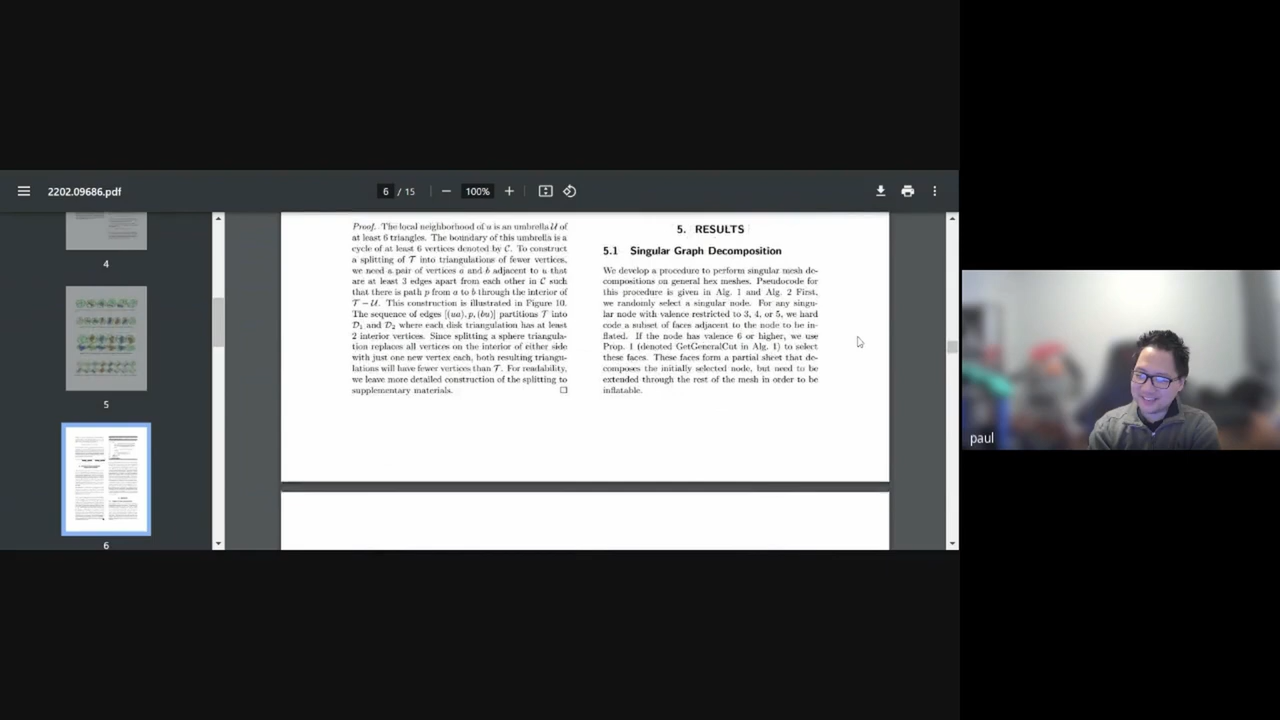 2202.09686.pdf
6 / 15
100%
4
5
6
Proof. The local neighborhood of u is an umbrella U of
at least 6 triangles. The boundary of this umbrella is a
cycle of at least 6 vertices denoted by C. To construct
a splitting of T into triangulations of fewer vertices,
we need a pair of vertices a and b adjacent to u that
are at least 3 edges apart from each other in C such
that there is path p from a to b through the interior of
T − U. This construction is illustrated in Figure 10.
The sequence of edges [(ua), p, (bu)] partitions T into
D1 and D2 where each disk triangulation has at least
2 interior vertices. Since splitting a sphere triangula-
tion replaces all vertices on the interior of either side
with just one new vertex each, both resulting triangu-
lations will have fewer vertices than T. For readability,
we leave more detailed construction of the splitting to
supplementary materials. □
5. RESULTS
5.1 Singular Graph Decomposition
We develop a procedure to perform singular mesh de-
compositions on general hex meshes. Pseudocode for
this procedure is given in Alg. 1 and Alg. 2 First,
we randomly select a singular node. For any singu-
lar node with valence restricted to 3, 4, or 5, we hard
code a subset of faces adjacent to the node to be in-
flated. If the node has valence 6 or higher, we use
Prop. 1 (denoted GetGeneralCut in Alg. 1) to select
these faces. These faces form a partial sheet that de-
composes the initially selected node, but need to be
extended through the rest of the mesh in order to be
inflatable.
paul